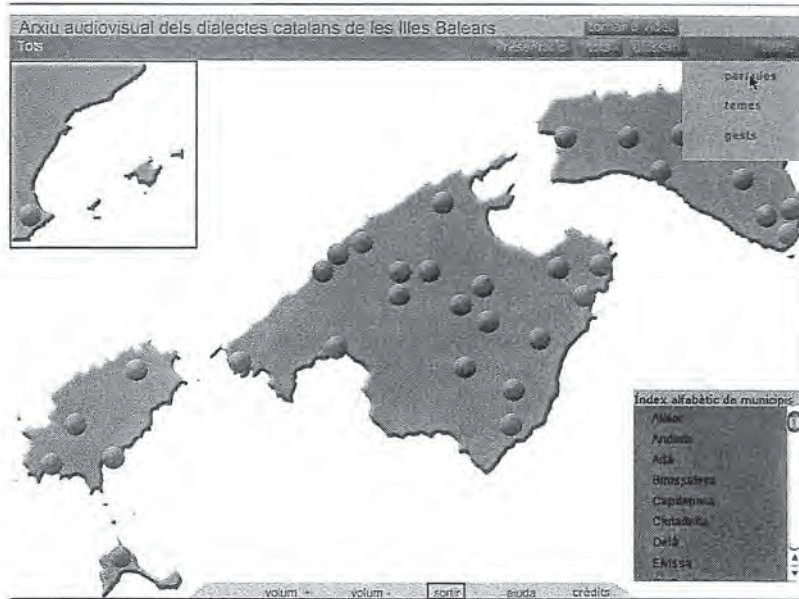 Arxiu audiovisual dels dialectes catalans de les Illes Balears
Tots
paraules
temes
gests
Índex alfabètic de municipis
Alaior
Andratx
Artà
Binissalem
Capdepera
Ciutadella
Deià
Eivissa
volum + volum - sortir ajuda crèdits